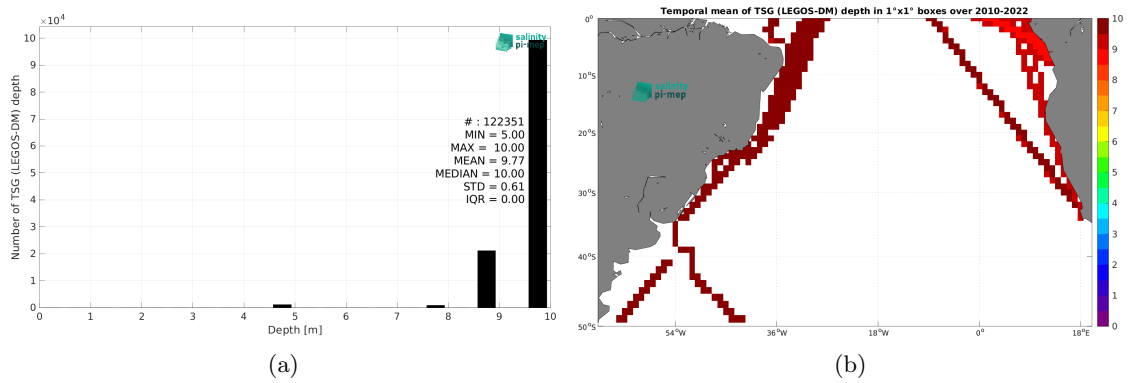 ×10⁴
10
9
8
7
6
5
4
3
2
1
0
Number of TSG (LEGOS-DM) depth
salinity
pi-mep
# : 122351
MIN = 5.00
MAX = 10.00
MEAN = 9.77
MEDIAN = 10.00
STD = 0.61
IQR = 0.00
0 1 2 3 4 5 6 7 8 9 10
Depth [m]
(a)
Temporal mean of TSG (LEGOS-DM) depth in 1°x1° boxes over 2010-2022
0°
10°S
20°S
30°S
40°S
50°S
salinity
pi-mep
54°W 36°W 18°W 0° 18°E
10
9
8
7
6
5
4
3
2
1
0
(b)